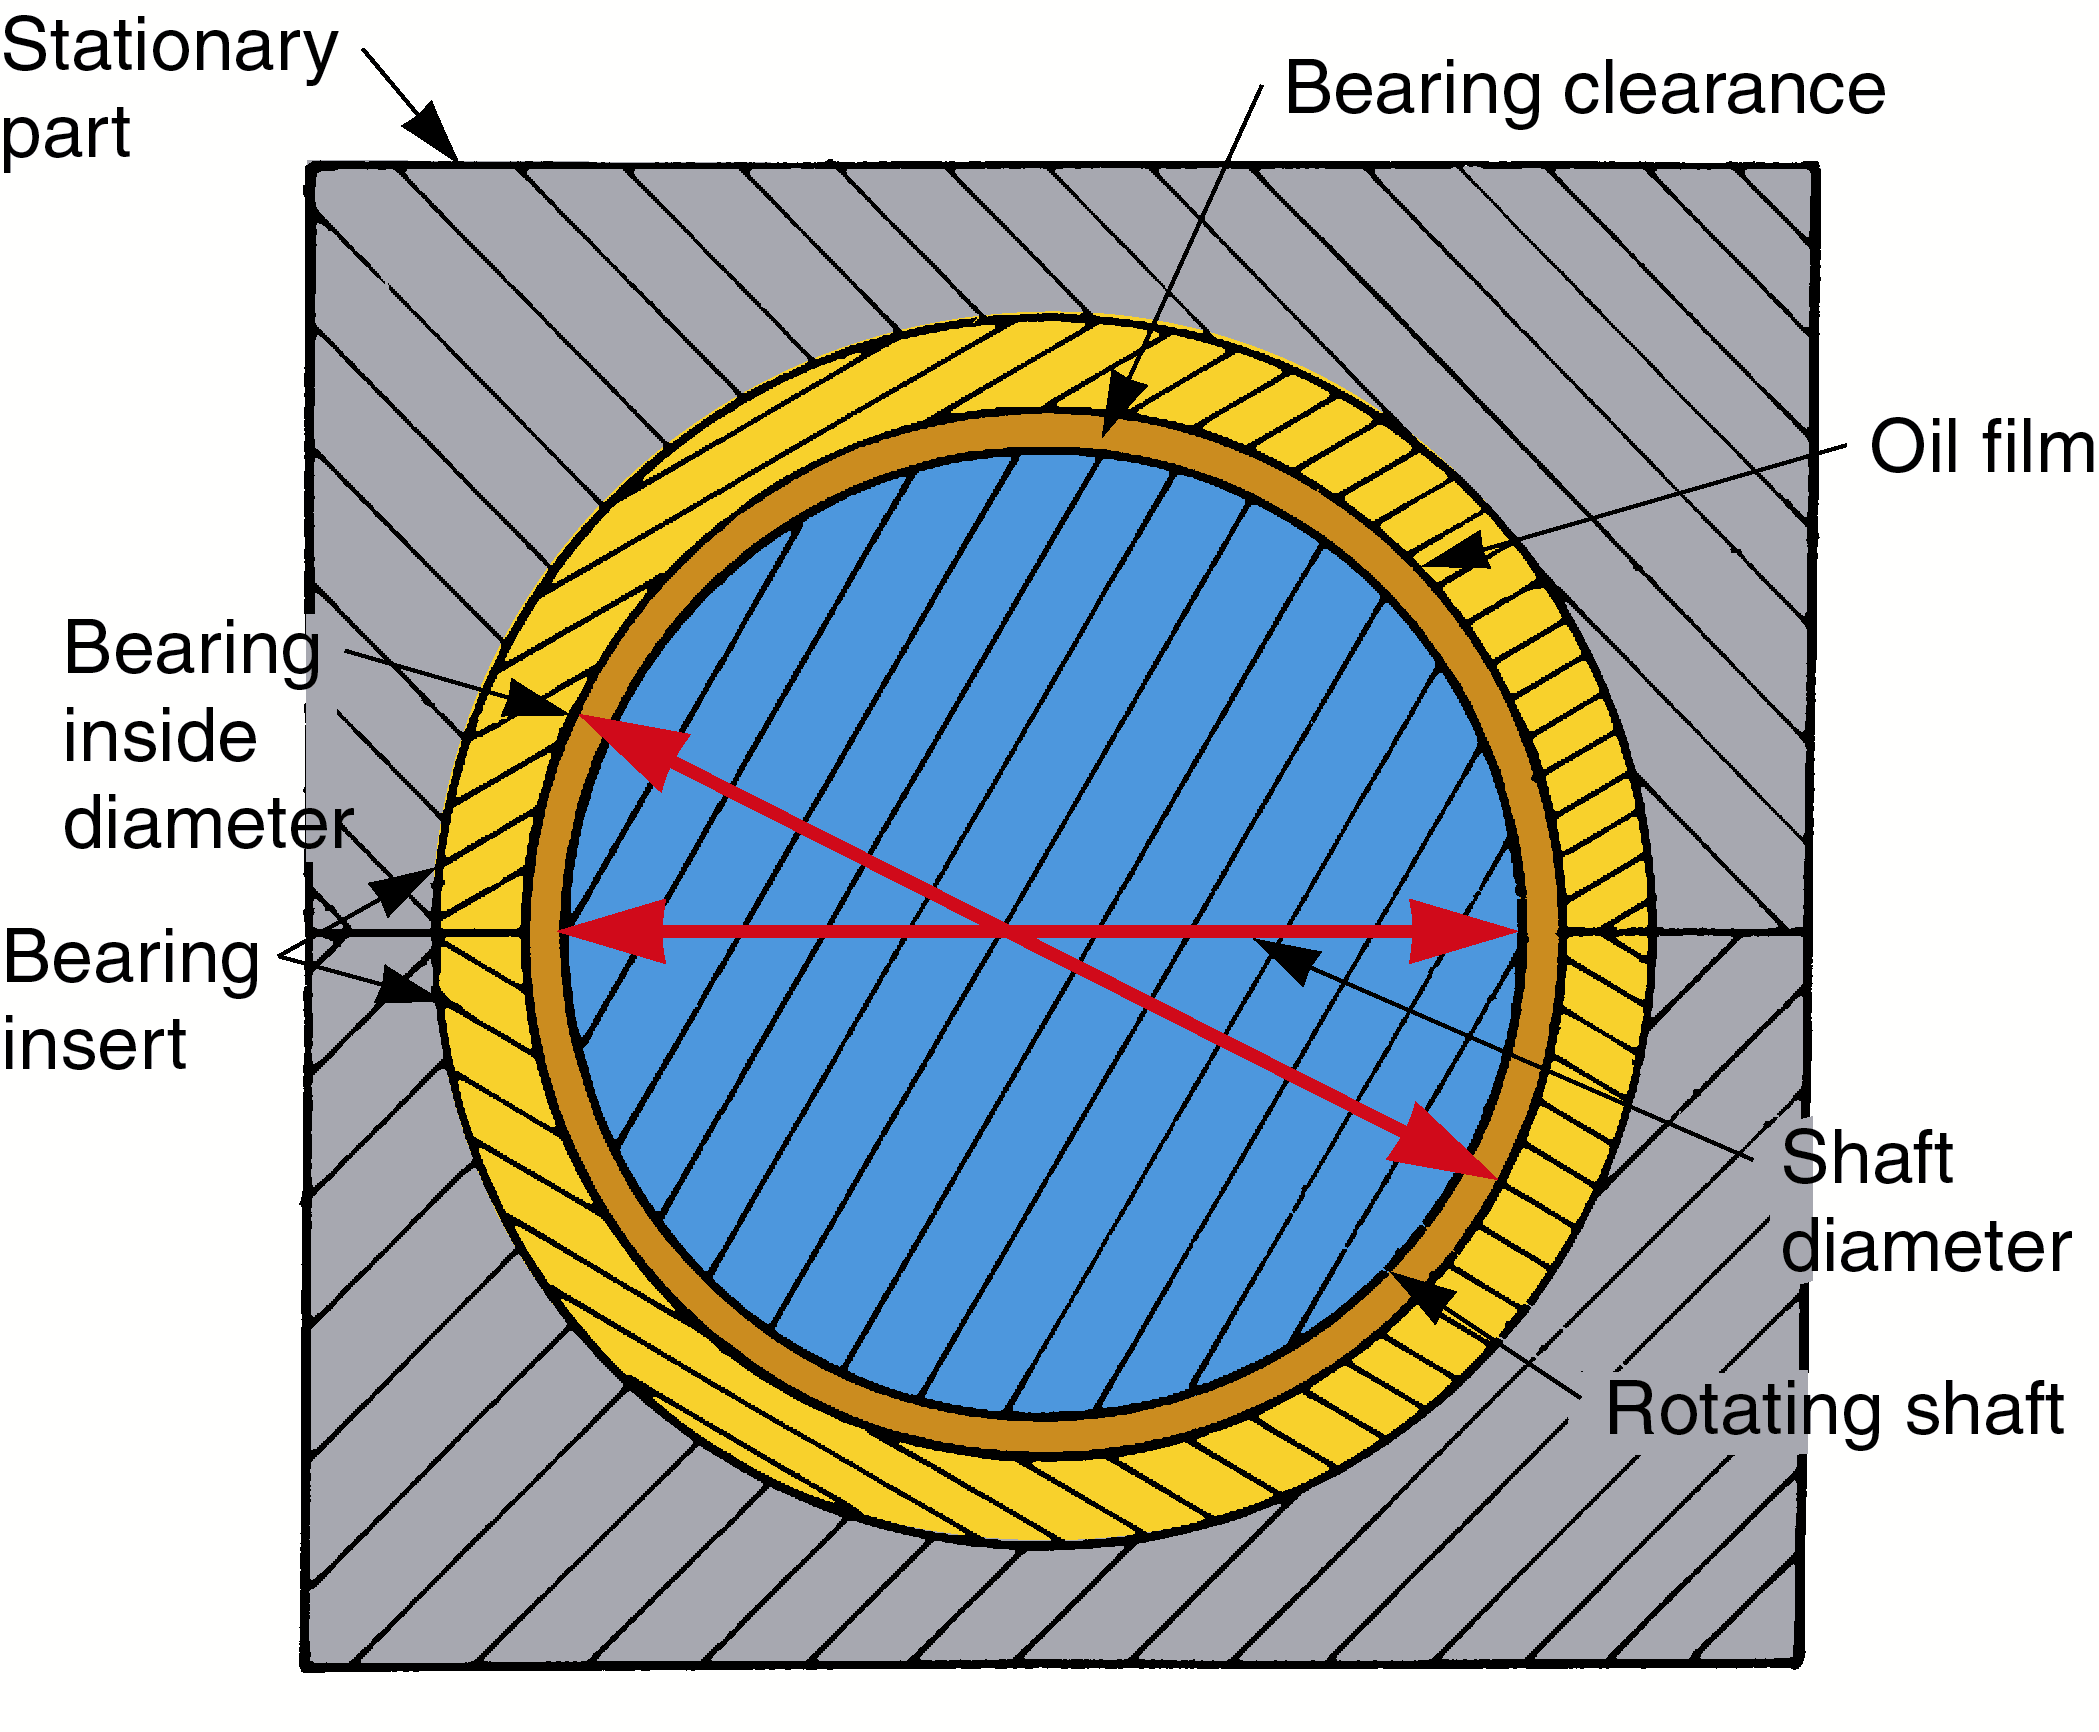 Stationary
part
Bearing clearance
Oil film
Bearing
inside
diameter
Bearing
insert
Shaft
diameter
Rotating shaft